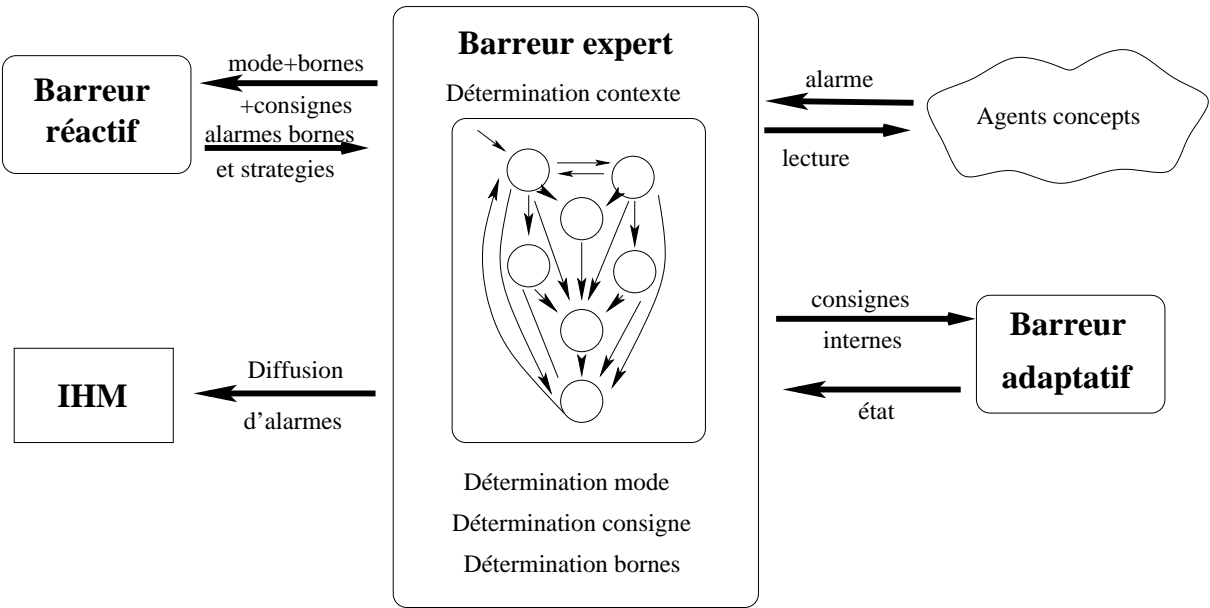 Barreur
réactif
mode+bornes
+consignes
alarmes bornes
et strategies
IHM
Diffusion
d'alarmes
Barreur expert
Détermination contexte
Détermination mode
Détermination consigne
Détermination bornes
alarme
lecture
Agents concepts
consignes
internes
état
Barreur
adaptatif